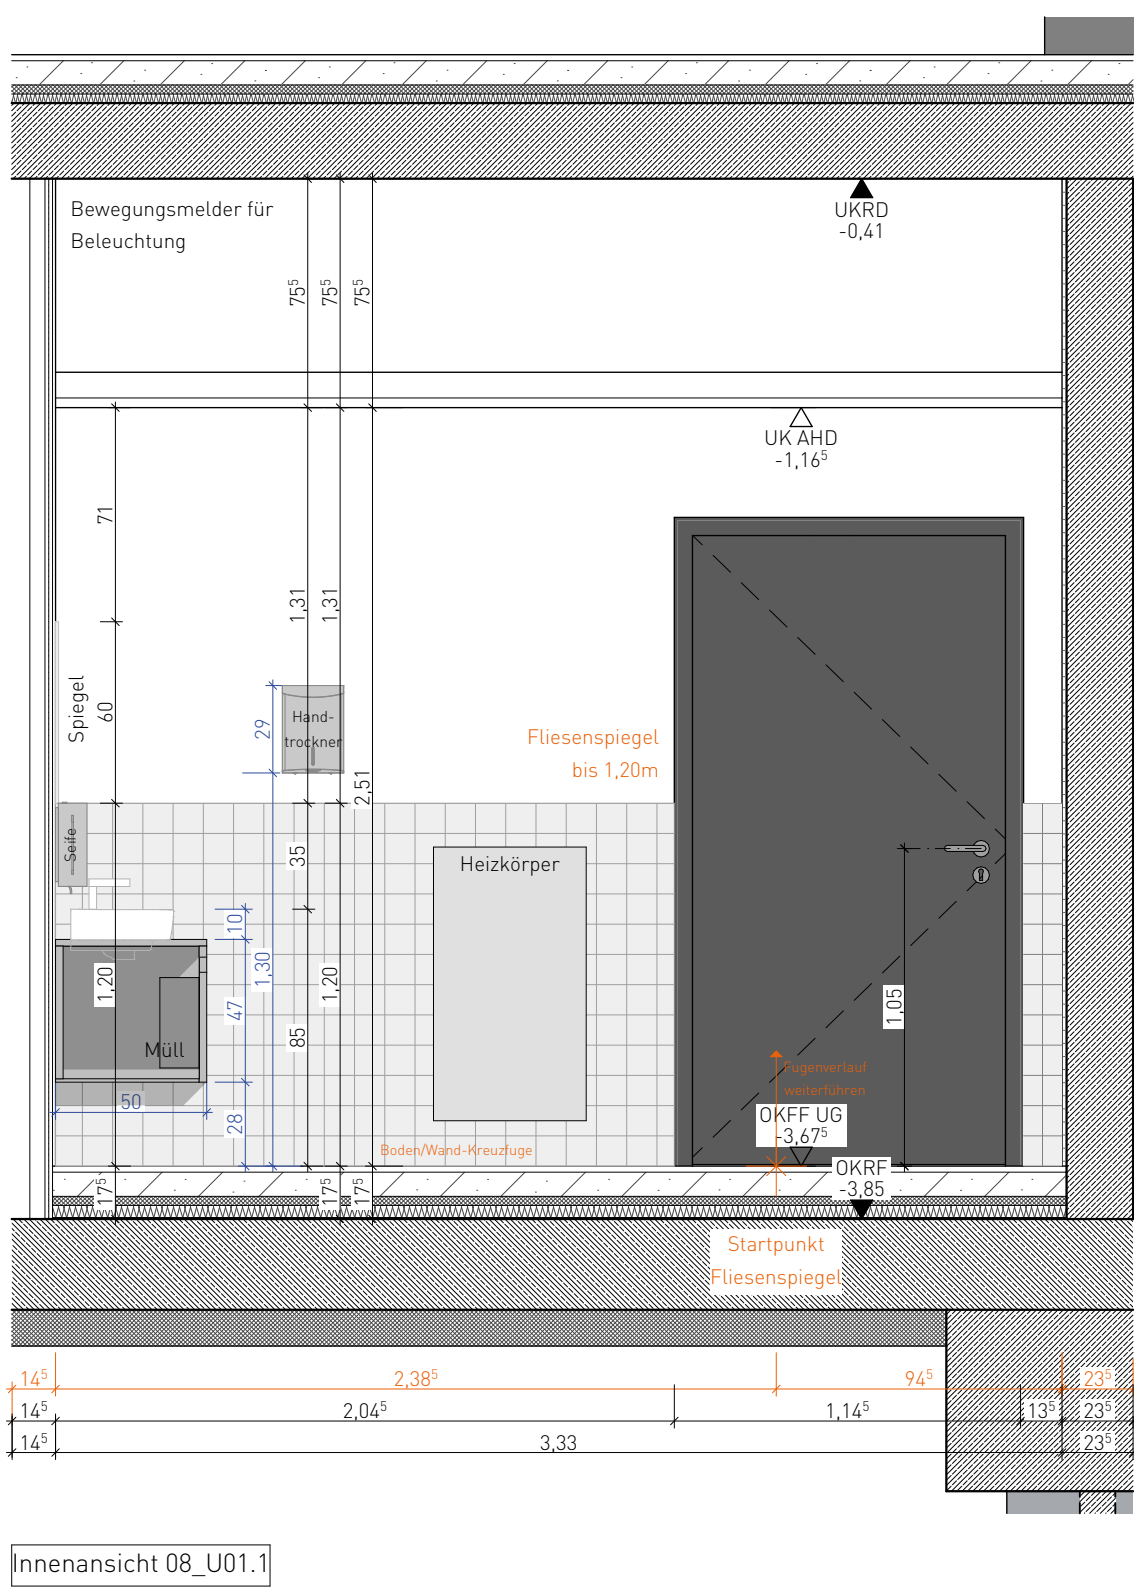 Bewegungsmelder für
Beleuchtung
UKRD
-0,41
75⁵
75⁵
75⁵
UK AHD
-1,16⁵
71
1,31
1,31
Spiegel
60
29
Hand-
trockner
Fliesenspiegel
bis 1,20m
2,51
Seife
35
Heizkörper
10
1,30
1,20
1,20
47
85
1,05
Müll
50
28
Fugenverlauf
weiterführen
OKFF UG
-3,67⁵
Boden/Wand-Kreuzfuge
OKRF
-3,85
17⁵
17⁵
17⁵
Startpunkt
Fliesenspiegel
14⁵ 2,38⁵ 94⁵ 23⁵
14⁵ 2,04⁵ 1,14⁵ 13⁵ 23⁵
14⁵ 3,33 23⁵
Innenansicht 08_U01.1